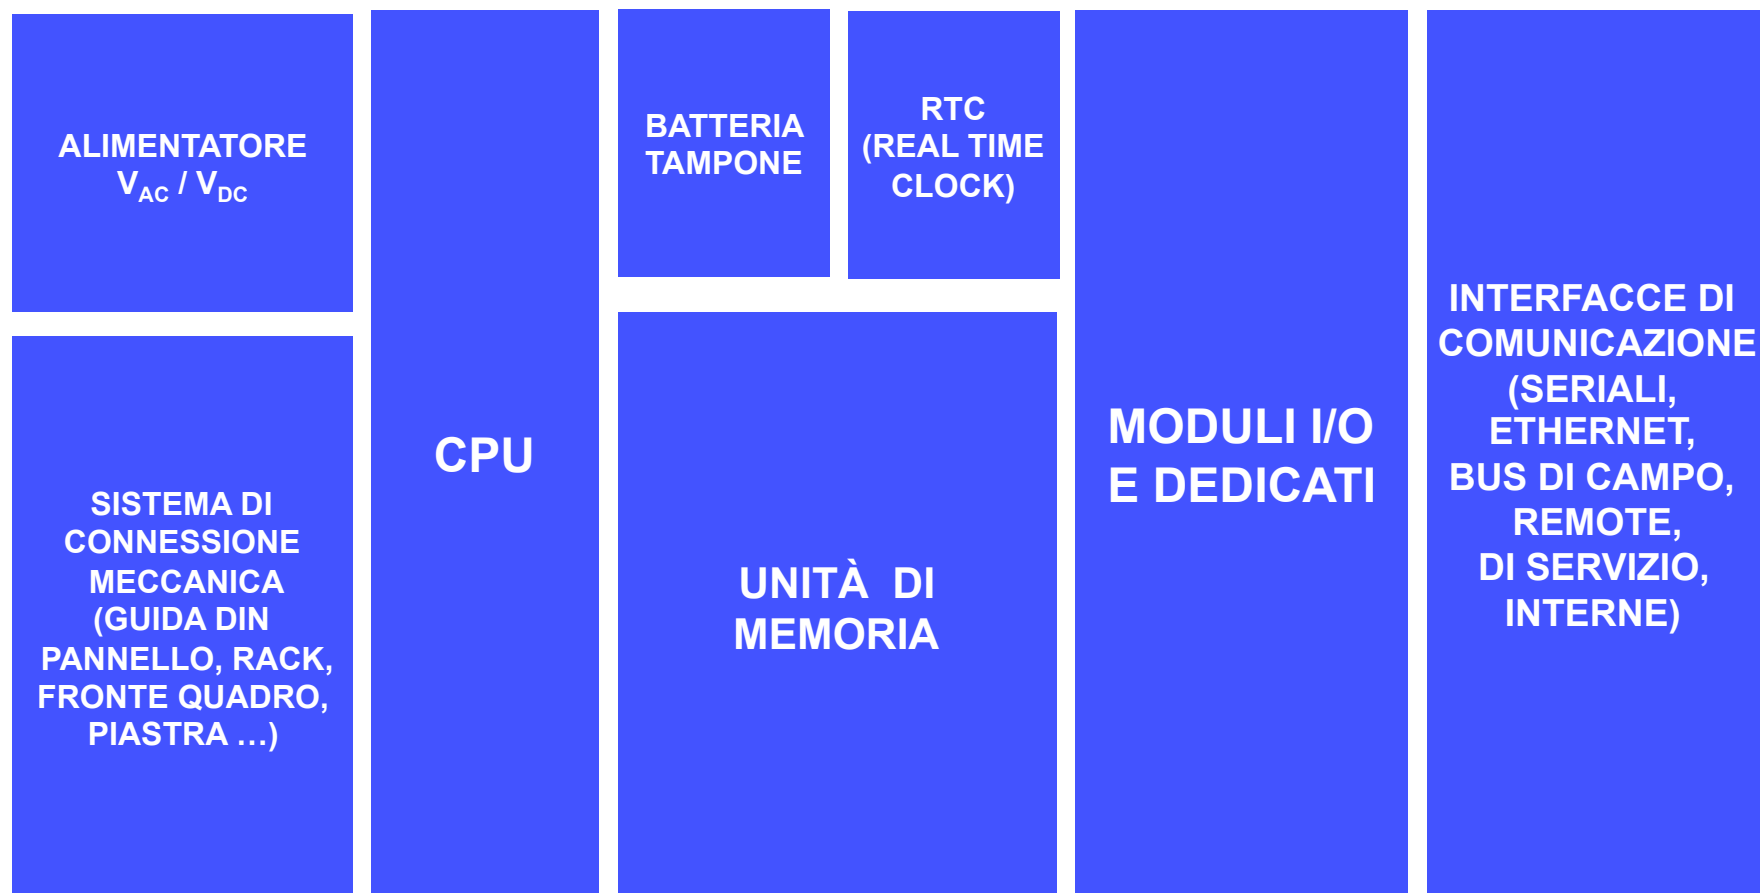 ALIMENTATORE
VAC / VDC
SISTEMA DI
CONNESSIONE
MECCANICA
(GUIDA DIN
PANNELLO, RACK,
FRONTE QUADRO,
PIASTRA …)
CPU
BATTERIA
TAMPONE
RTC
(REAL TIME
CLOCK)
UNITÀ DI
MEMORIA
MODULI I/O
E DEDICATI
INTERFACCE DI
COMUNICAZIONE
(SERIALI,
ETHERNET,
BUS DI CAMPO,
REMOTE,
DI SERVIZIO,
INTERNE)